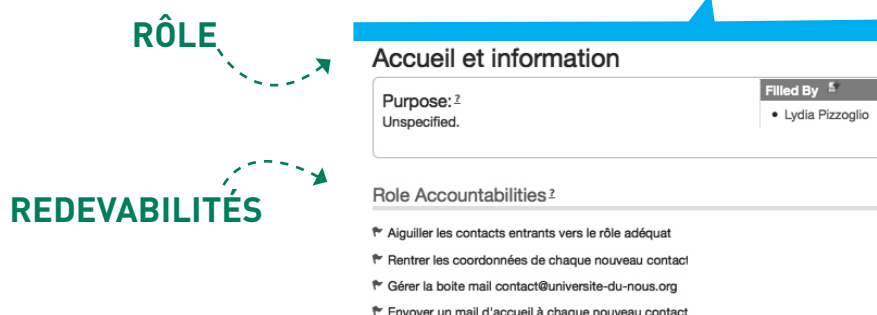 RÔLE
Accueil et information
Purpose: ?
Unspecified.
Filled By
• Lydia Pizzoglio
REDEVABILITÉS
Role Accountabilities ?
Aiguiller les contacts entrants vers le rôle adéquat
Rentrer les coordonnées de chaque nouveau contact
Gérer la boite mail contact@universite-du-nous.org
Envoyer un mail d'accueil à chaque nouveau contact